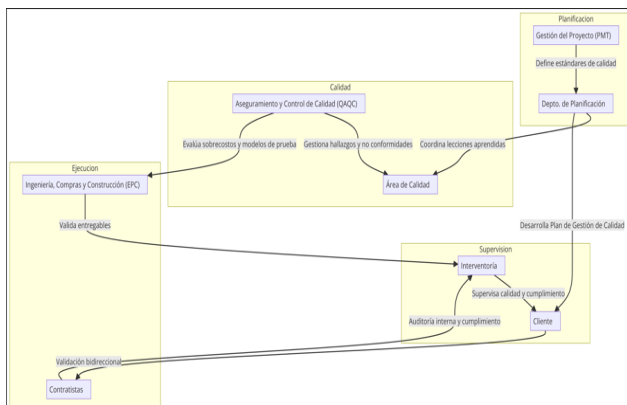 Planificacion
Gestión del Proyecto (PMT)
Define estándares de calidad
Depto. de Planificación
Calidad
Aseguramiento y Control de Calidad (QAQC)
Evalúa sobrecostos y modelos de prueba
Gestiona hallazgos y no conformidades
Coordina lecciones aprendidas
Área de Calidad
Ejecucion
Ingeniería, Compras y Construcción (EPC)
Valida entregables
Desarrolla Plan de Gestión de Calidad
Supervision
Interventoría
Supervisa calidad y cumplimiento
Auditoría interna y cumplimiento
Cliente
Validación bidireccional
Contratistas